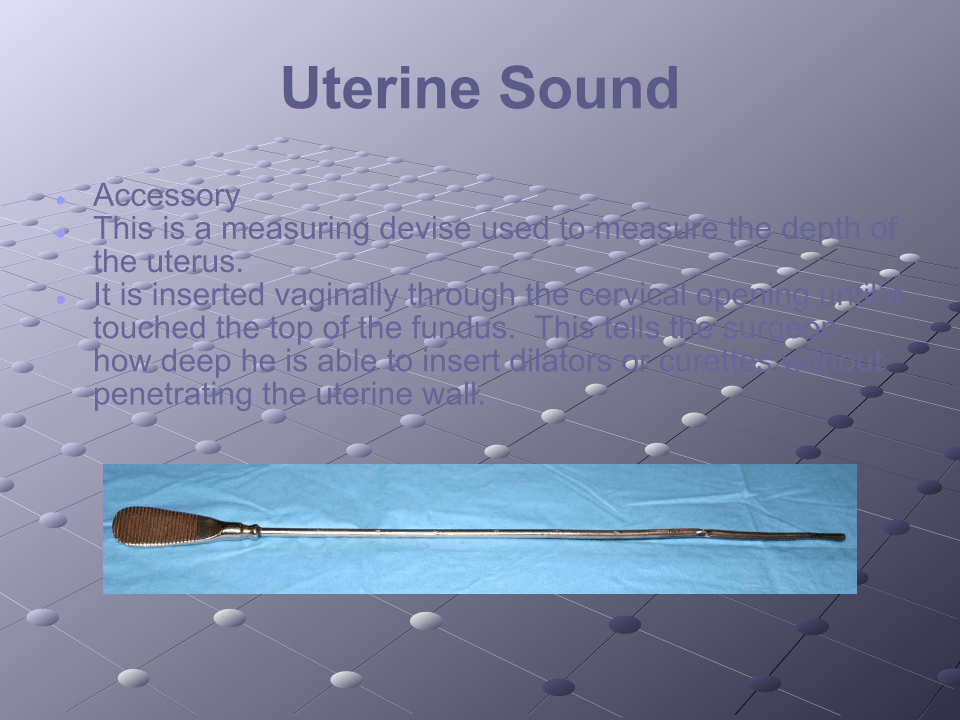 Uterine Sound
Accessory
This is a measuring devise used to measure the depth of
the uterus.
It is inserted vaginally through the cervical opening until it
touched the top of the fundus. This tells the surgeon
how deep he is able to insert dilators or curettes without
penetrating the uterine wall.